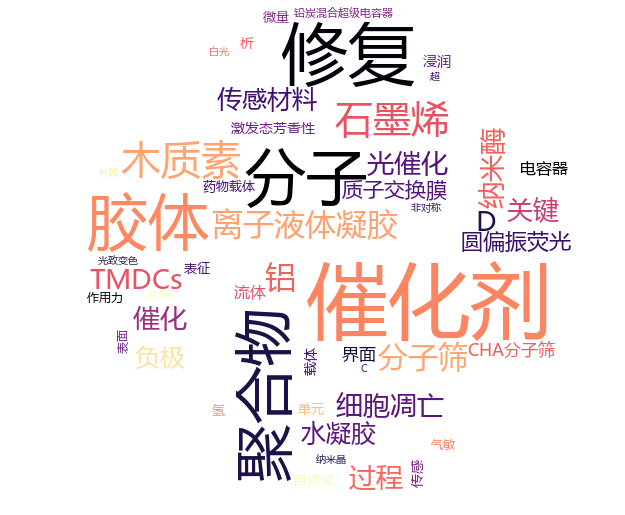 微量
铅炭混合超级电容器
白光
析
修复
浸润
超
传感材料
石墨烯
激发态芳香性
木质素
分子
光催化
纳米酶
电容器
片段
药物载体
质子交换膜
非对称
关键
胶体
离子液体凝胶
D
圆偏振荧光
光致变色
表征
TMDCs
铝
催化剂
作用力
流体
催化
聚合物
表面
负极
载体
界面
C
分子筛
CHA分子筛
氢
单元
细胞凋亡
水凝胶
气敏
纳米晶
自修复
过程
传感